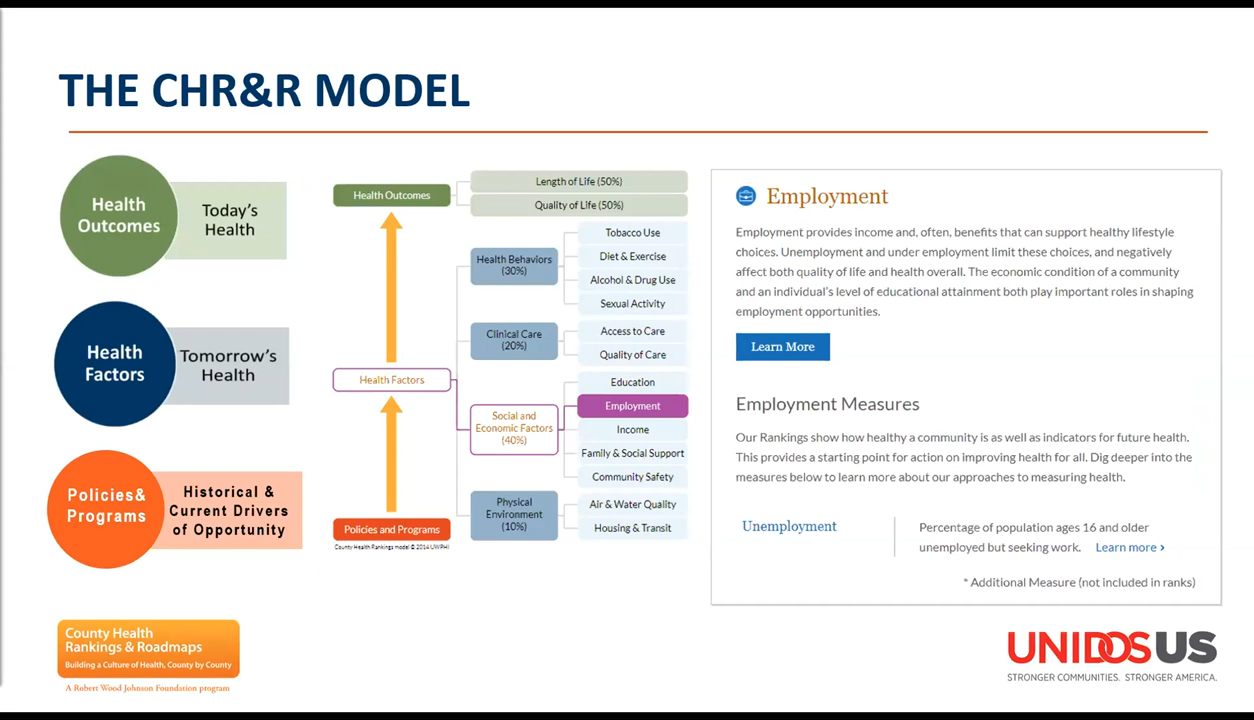 THE CHR&R MODEL
Health
Outcomes
Today's
Health
Health
Factors
Tomorrow's
Health
Policies&
Programs
Historical &
Current Drivers
of Opportunity
Health Outcomes
Length of Life (50%)
Quality of Life (50%)
Health Behaviors
(30%)
Tobacco Use
Diet & Exercise
Alcohol & Drug Use
Sexual Activity
Clinical Care
(20%)
Access to Care
Quality of Care
Health Factors
Social and
Economic Factors
(40%)
Education
Employment
Income
Family & Social Support
Community Safety
Physical
Environment
(10%)
Air & Water Quality
Housing & Transit
Policies and Programs
County Health Rankings model © 2014 UWPHI
Employment
Employment provides income and, often, benefits that can support healthy lifestyle
choices. Unemployment and under employment limit these choices, and negatively
affect both quality of life and health overall. The economic condition of a community
and an individual's level of educational attainment both play important roles in shaping
employment opportunities.
Learn More
Employment Measures
Our Rankings show how healthy a community is as well as indicators for future health.
This provides a starting point for action on improving health for all. Dig deeper into the
measures below to learn more about our approaches to measuring health.
Unemployment
Percentage of population ages 16 and older
unemployed but seeking work. Learn more ›
* Additional Measure (not included in ranks)
County Health
Rankings & Roadmaps
Building a Culture of Health, County by County
A Robert Wood Johnson Foundation program
UNIDOSUS
STRONGER COMMUNITIES. STRONGER AMERICA.